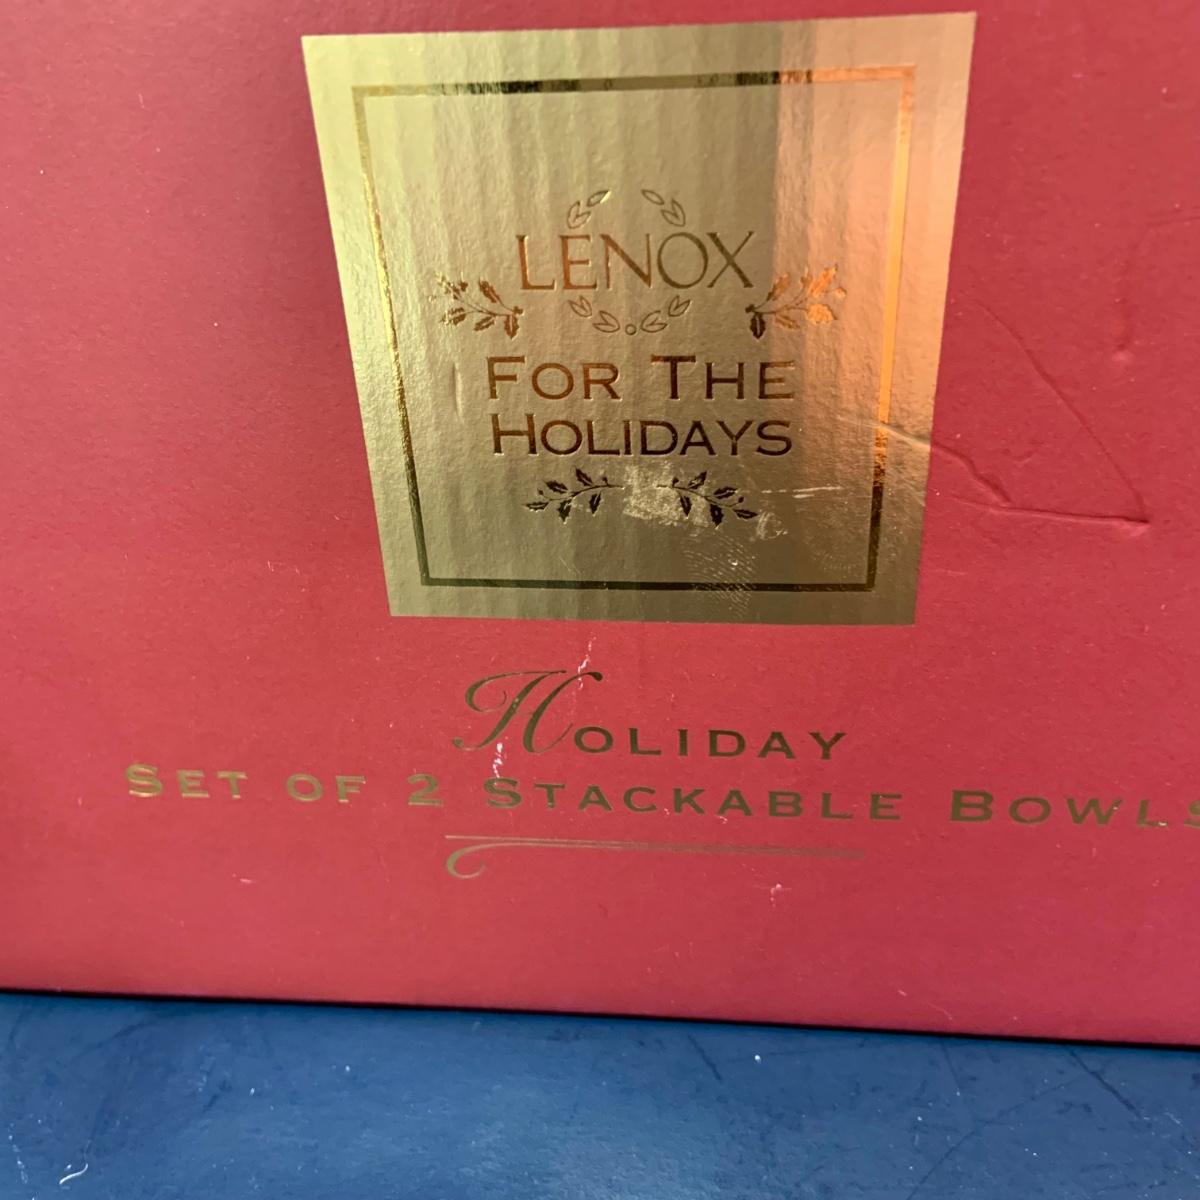 LENOX
FOR THE
HOLIDAYS
HOLIDAY
SET OF 2 STACKABLE BOWLS